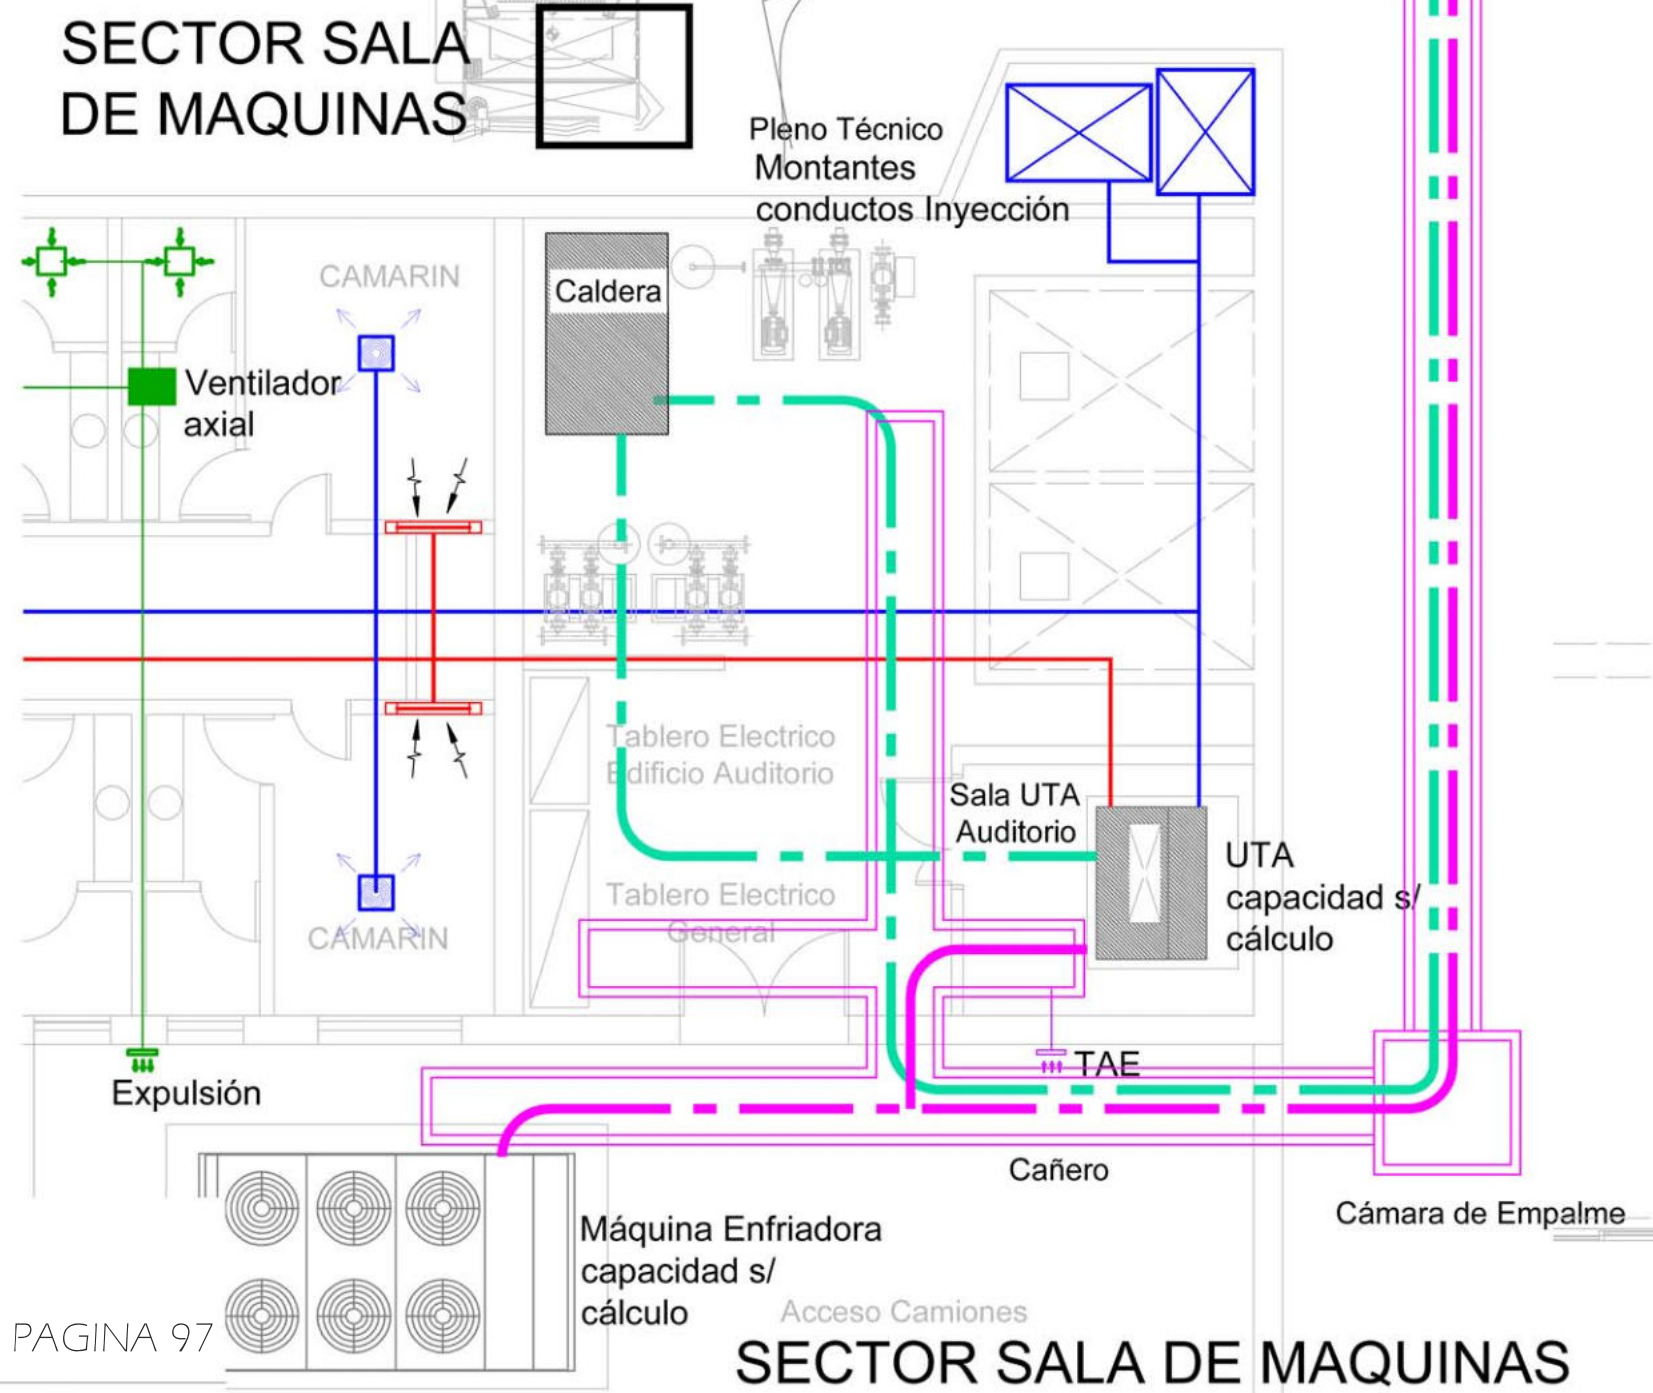 SECTOR SALA
DE MAQUINAS
Pleno Técnico
Montantes
conductos Inyección
CAMARIN
Caldera
Ventilador
axial
Tablero Electrico
Edificio Auditorio
Sala UTA
Auditorio
UTA
capacidad s/
cálculo
Tablero Electrico
General
CAMARIN
TAE
Expulsión
Cañero
Cámara de Empalme
Máquina Enfriadora
capacidad s/
cálculo
Acceso Camiones
PAGINA 97
SECTOR SALA DE MAQUINAS